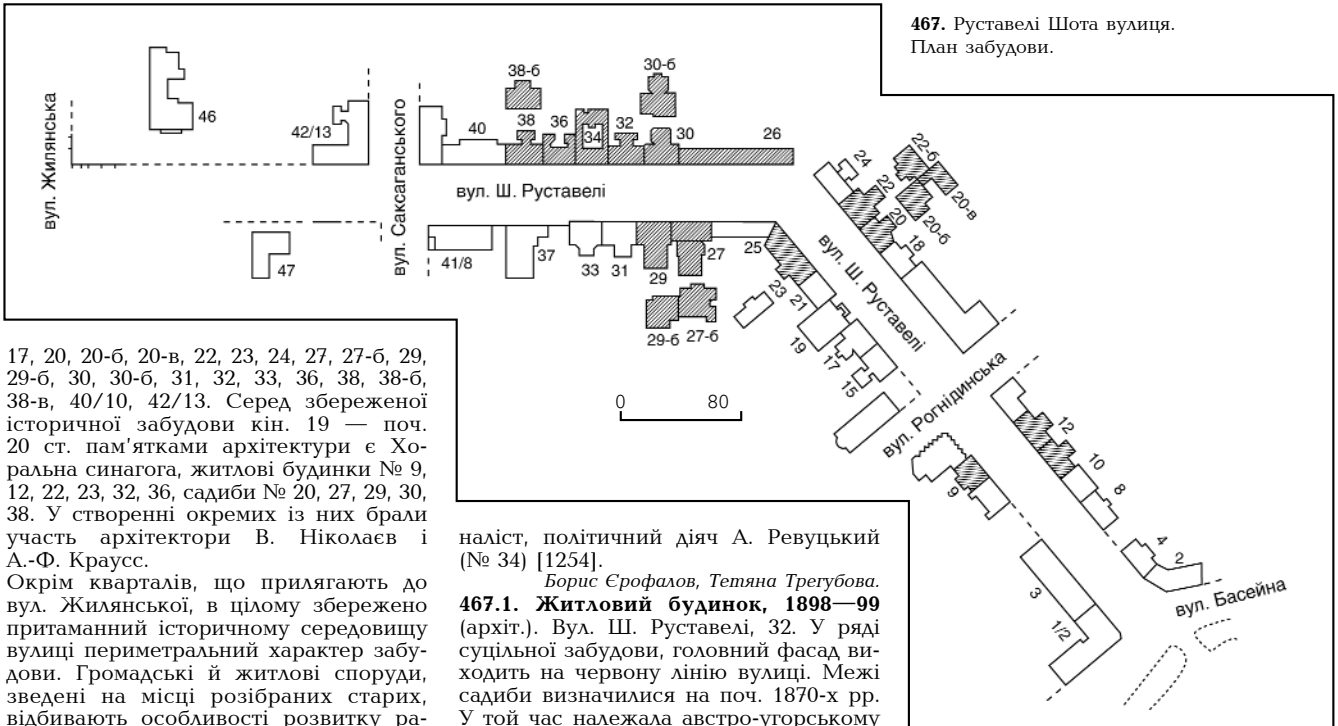 467. Руставелі Шота вулиця.
План забудови.
вул. Жилянська
46
42/13
вул. Саксаганського
40
38-б
38
36
34
32
30-б
30
26
вул. Ш. Руставелі
47
41/8
37
33
31
29
27
25
29-б
27-б
24
22
22-б
20
20-в
20-б
18
вул. Ш. Руставелі
23
21
19
17
15
вул. Рогнідинська
12
10
8
9
4
2
3
1/2
вул. Басейна
0 80
17, 20, 20-б, 20-в, 22, 23, 24, 27, 27-б, 29,
29-б, 30, 30-б, 31, 32, 33, 36, 38, 38-б,
38-в, 40/10, 42/13. Серед збереженої
історичної забудови кін. 19 — поч.
20 ст. пам'ятками архітектури є Хо-
ральна синагога, житлові будинки № 9,
12, 22, 23, 32, 36, садиби № 20, 27, 29, 30,
38. У створенні окремих із них брали
участь архітектори В. Ніколаєв і
А.-Ф. Краусс.
Окрім кварталів, що прилягають до
вул. Жилянської, в цілому збережено
притаманний історичному середовищу
вулиці периметральний характер забу-
дови. Громадські й житлові споруди,
зведені на місці розібраних старих,
відбивають особливості розвитку ра-
наліст, політичний діяч А. Ревуцький
(№ 34) [1254].
Борис Єрофалов, Тетяна Трегубова.
467.1. Житловий будинок, 1898—99
(архіт.). Вул. Ш. Руставелі, 32. У ряді
суцільної забудови, головний фасад ви-
ходить на червону лінію вулиці. Межі
садиби визначилися на поч. 1870-х рр.
У той час належала австро-угорському